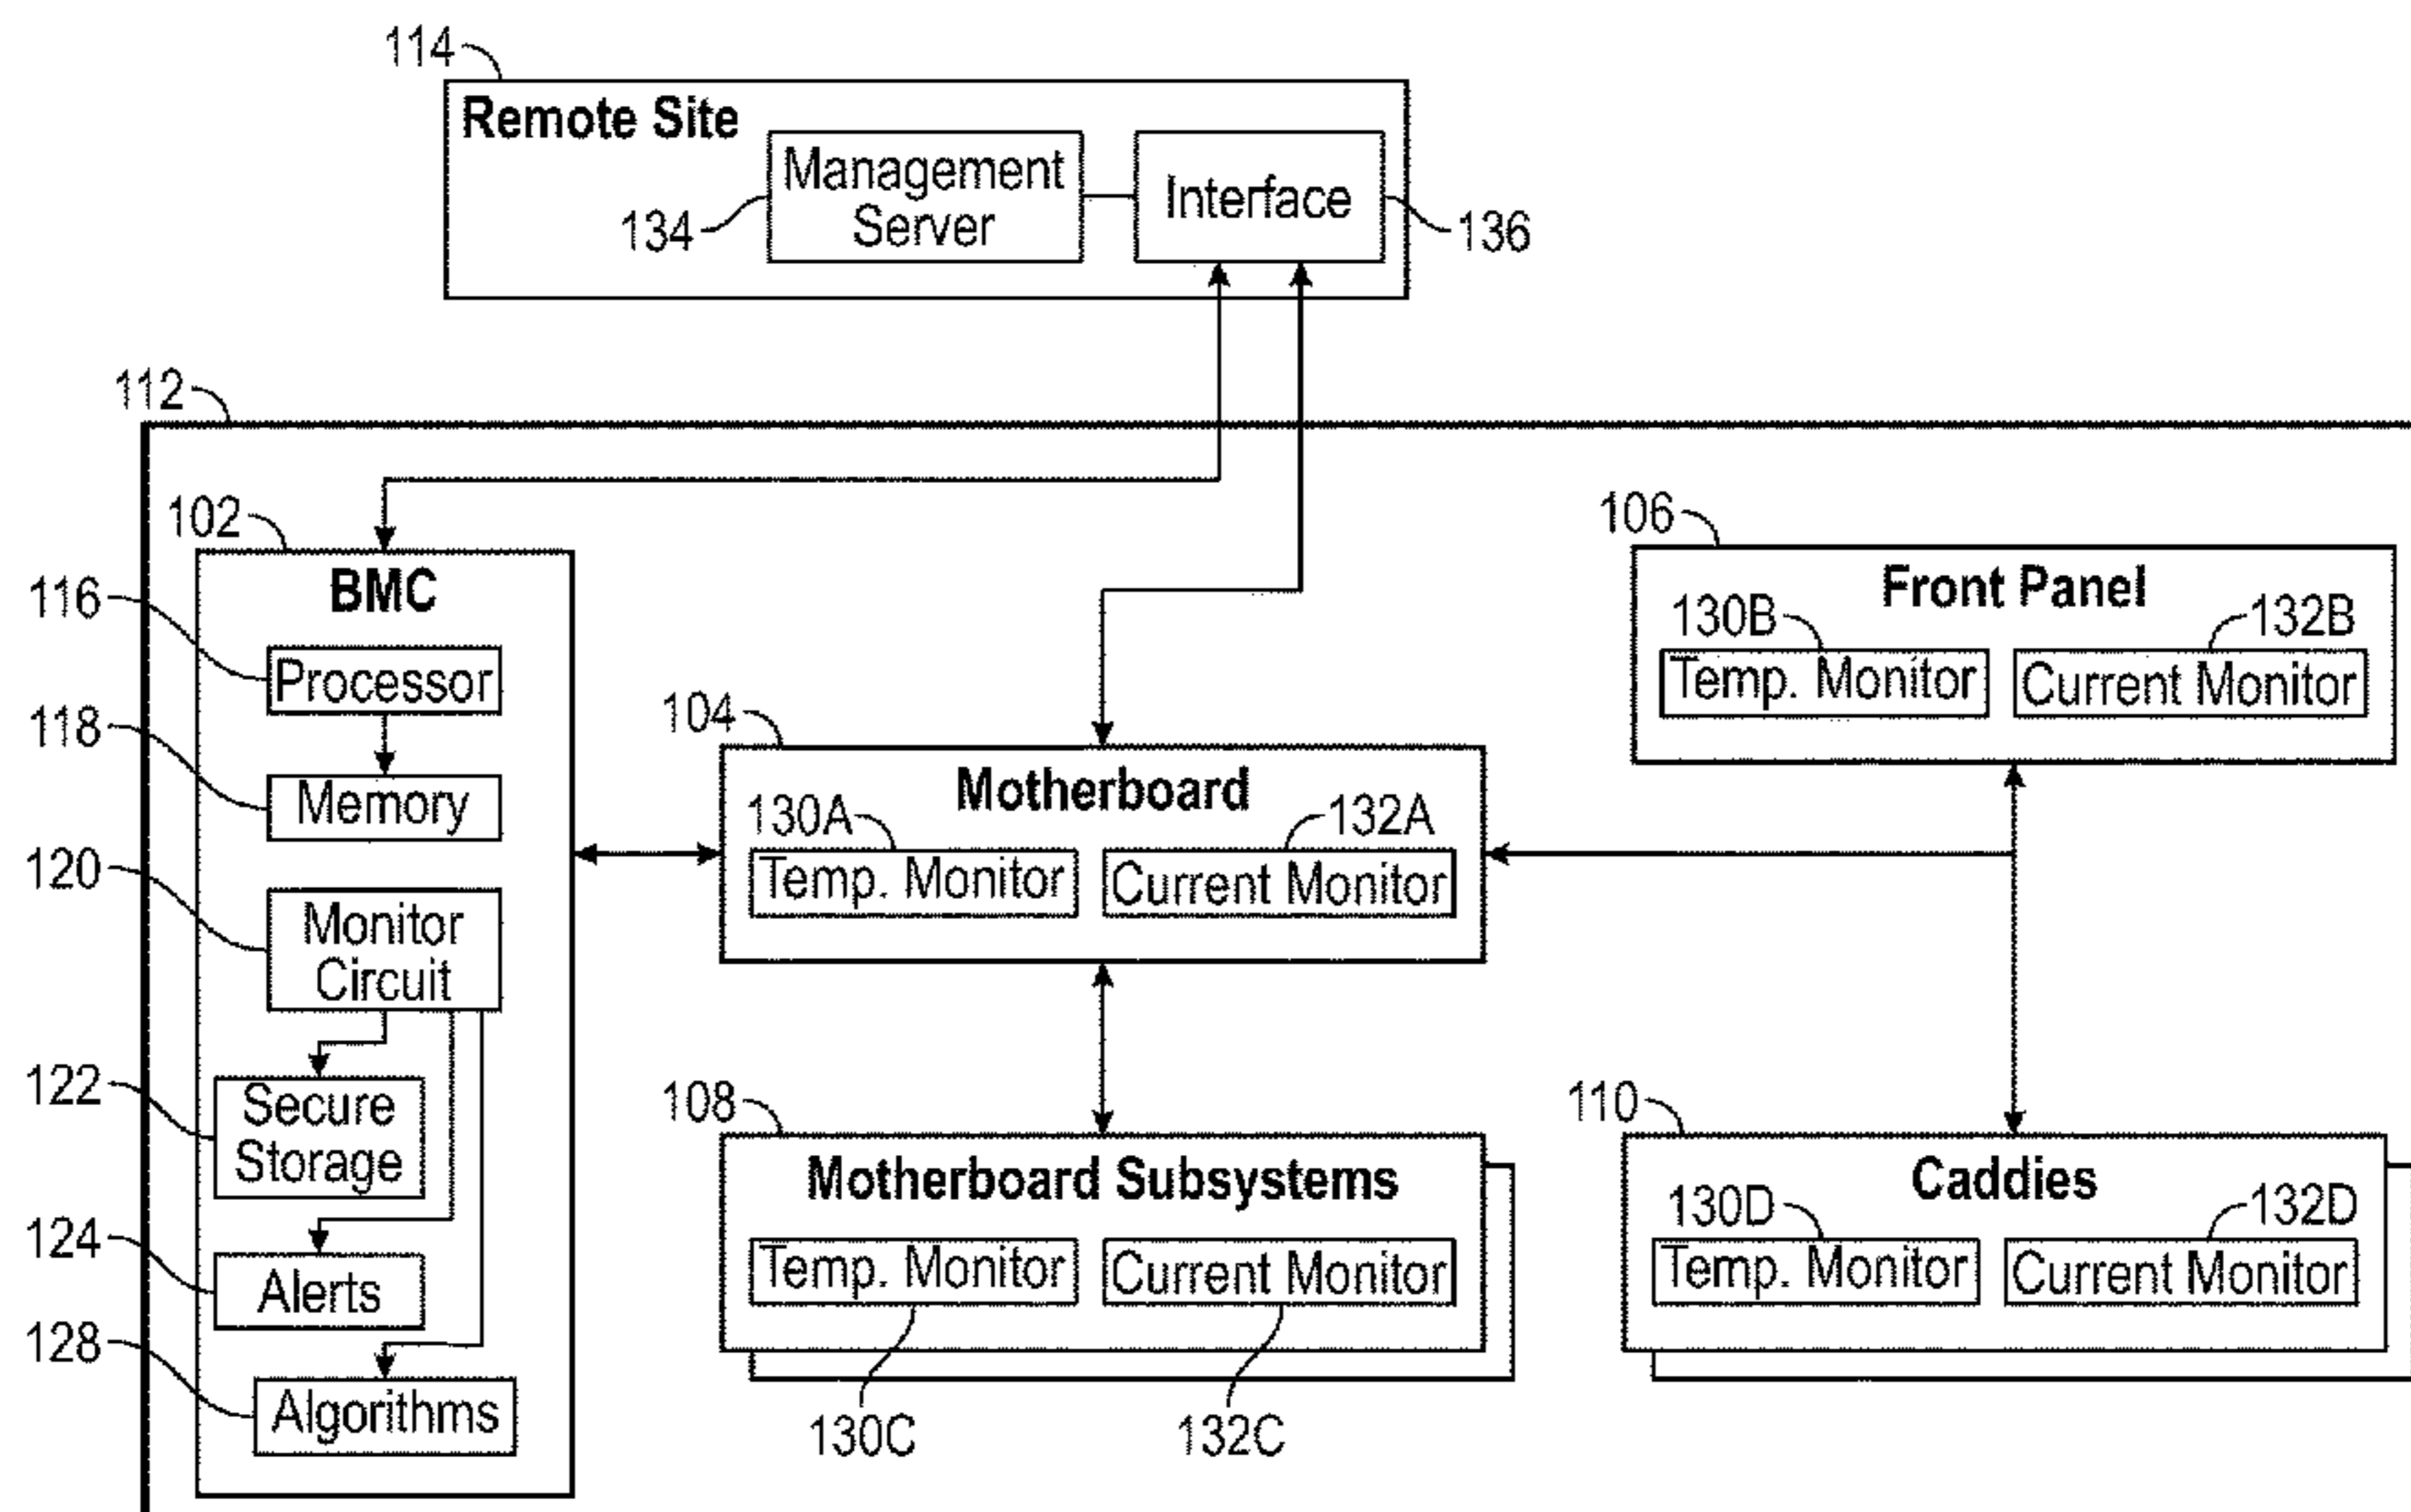 114
Remote Site
Management
Server
Interface
134
136
112
102
BMC
116
Processor
118
Memory
120
Monitor
Circuit
122
Secure
Storage
124
Alerts
128
Algorithms
104
Motherboard
130A
132A
Temp. Monitor
Current Monitor
106
Front Panel
130B
132B
Temp. Monitor
Current Monitor
108
Motherboard Subsystems
Temp. Monitor
Current Monitor
130C
132C
110
Caddies
130D
132D
Temp. Monitor
Current Monitor